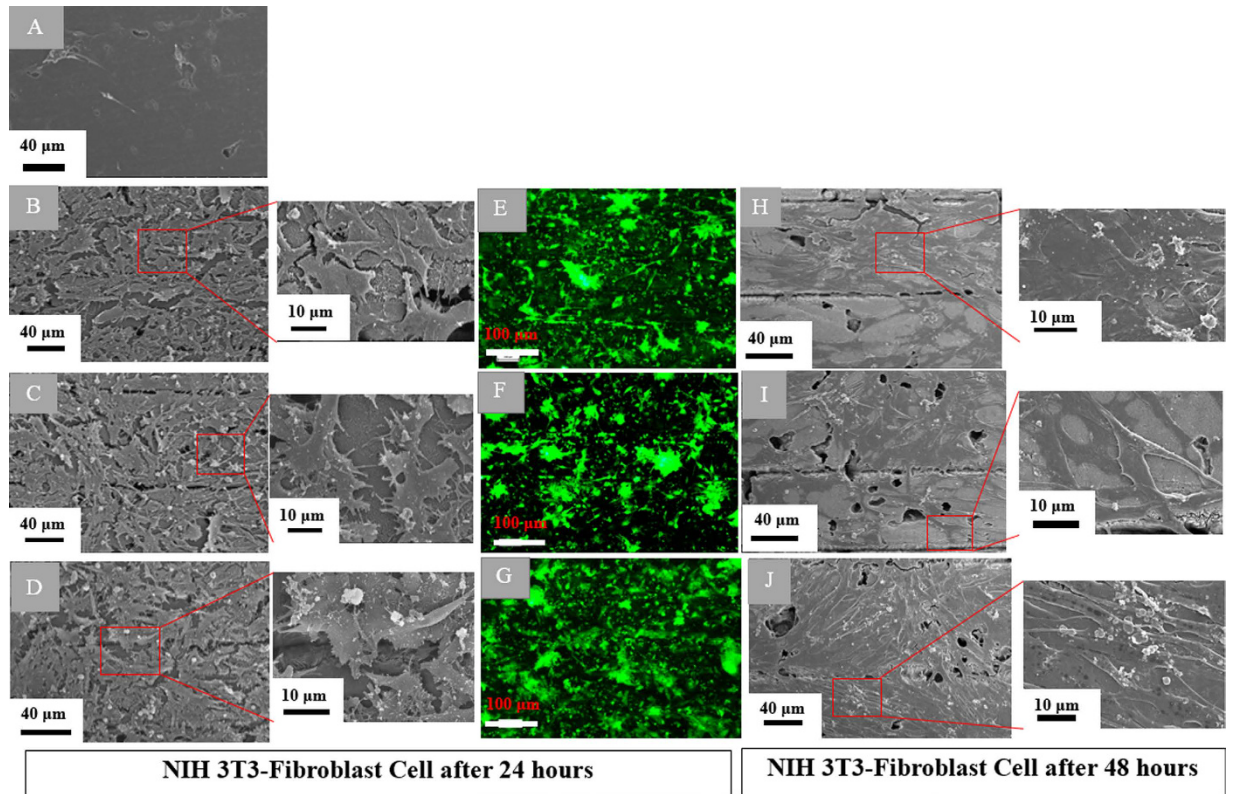 A
40 μm
B
40 μm
10 μm
E
100 μm
H
40 μm
10 μm
C
40 μm
10 μm
F
100 μm
I
40 μm
10 μm
D
40 μm
10 μm
G
100 μm
J
40 μm
10 μm
NIH 3T3-Fibroblast Cell after 24 hours
NIH 3T3-Fibroblast Cell after 48 hours